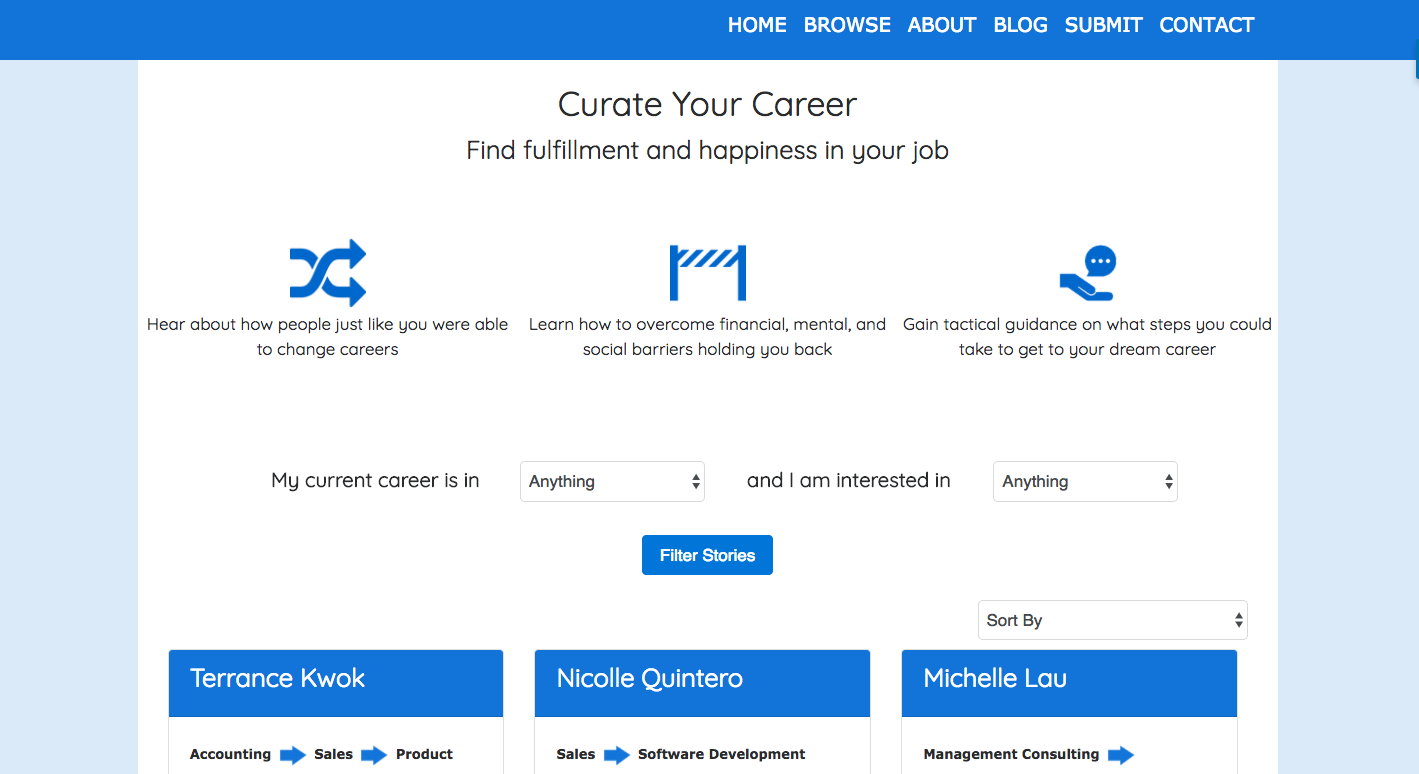 HOME BROWSE ABOUT BLOG SUBMIT CONTACT
Curate Your Career
Find fulfillment and happiness in your job
Hear about how people just like you were able
to change careers
Learn how to overcome financial, mental, and
social barriers holding you back
Gain tactical guidance on what steps you could
take to get to your dream career
My current career is in Anything and I am interested in Anything
Filter Stories
Sort By
Terrance Kwok
Accounting Sales Product
Nicolle Quintero
Sales Software Development
Michelle Lau
Management Consulting